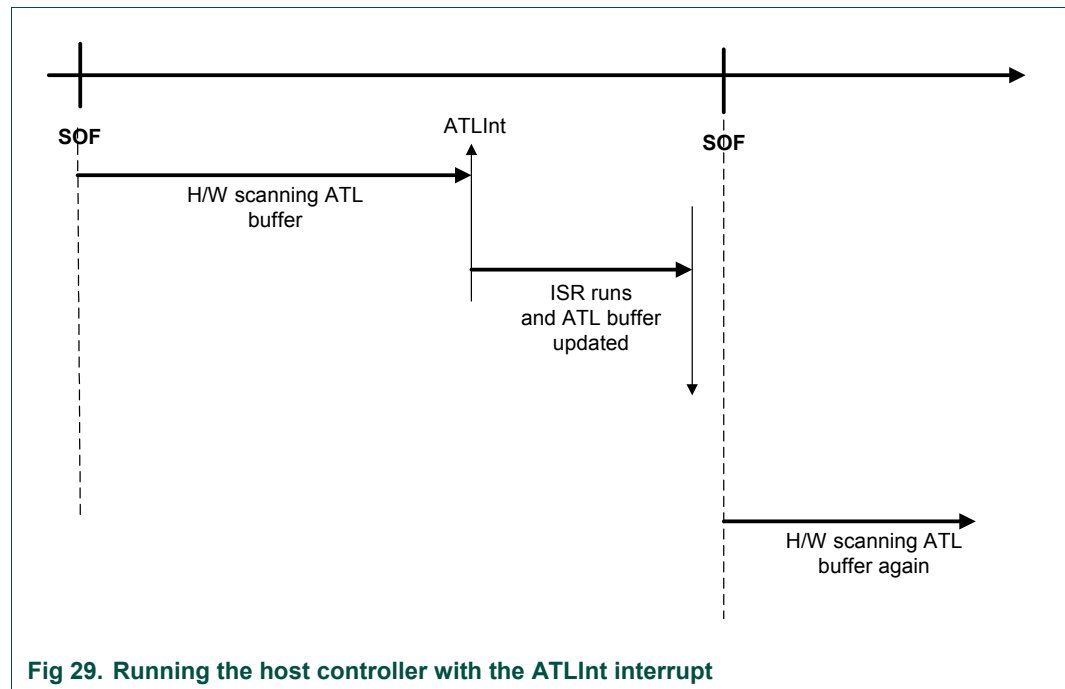 SOF
ATLInt
SOF
H/W scanning ATL
buffer
ISR runs
and ATL buffer
updated
H/W scanning ATL
buffer again
Fig 29. Running the host controller with the ATLInt interrupt